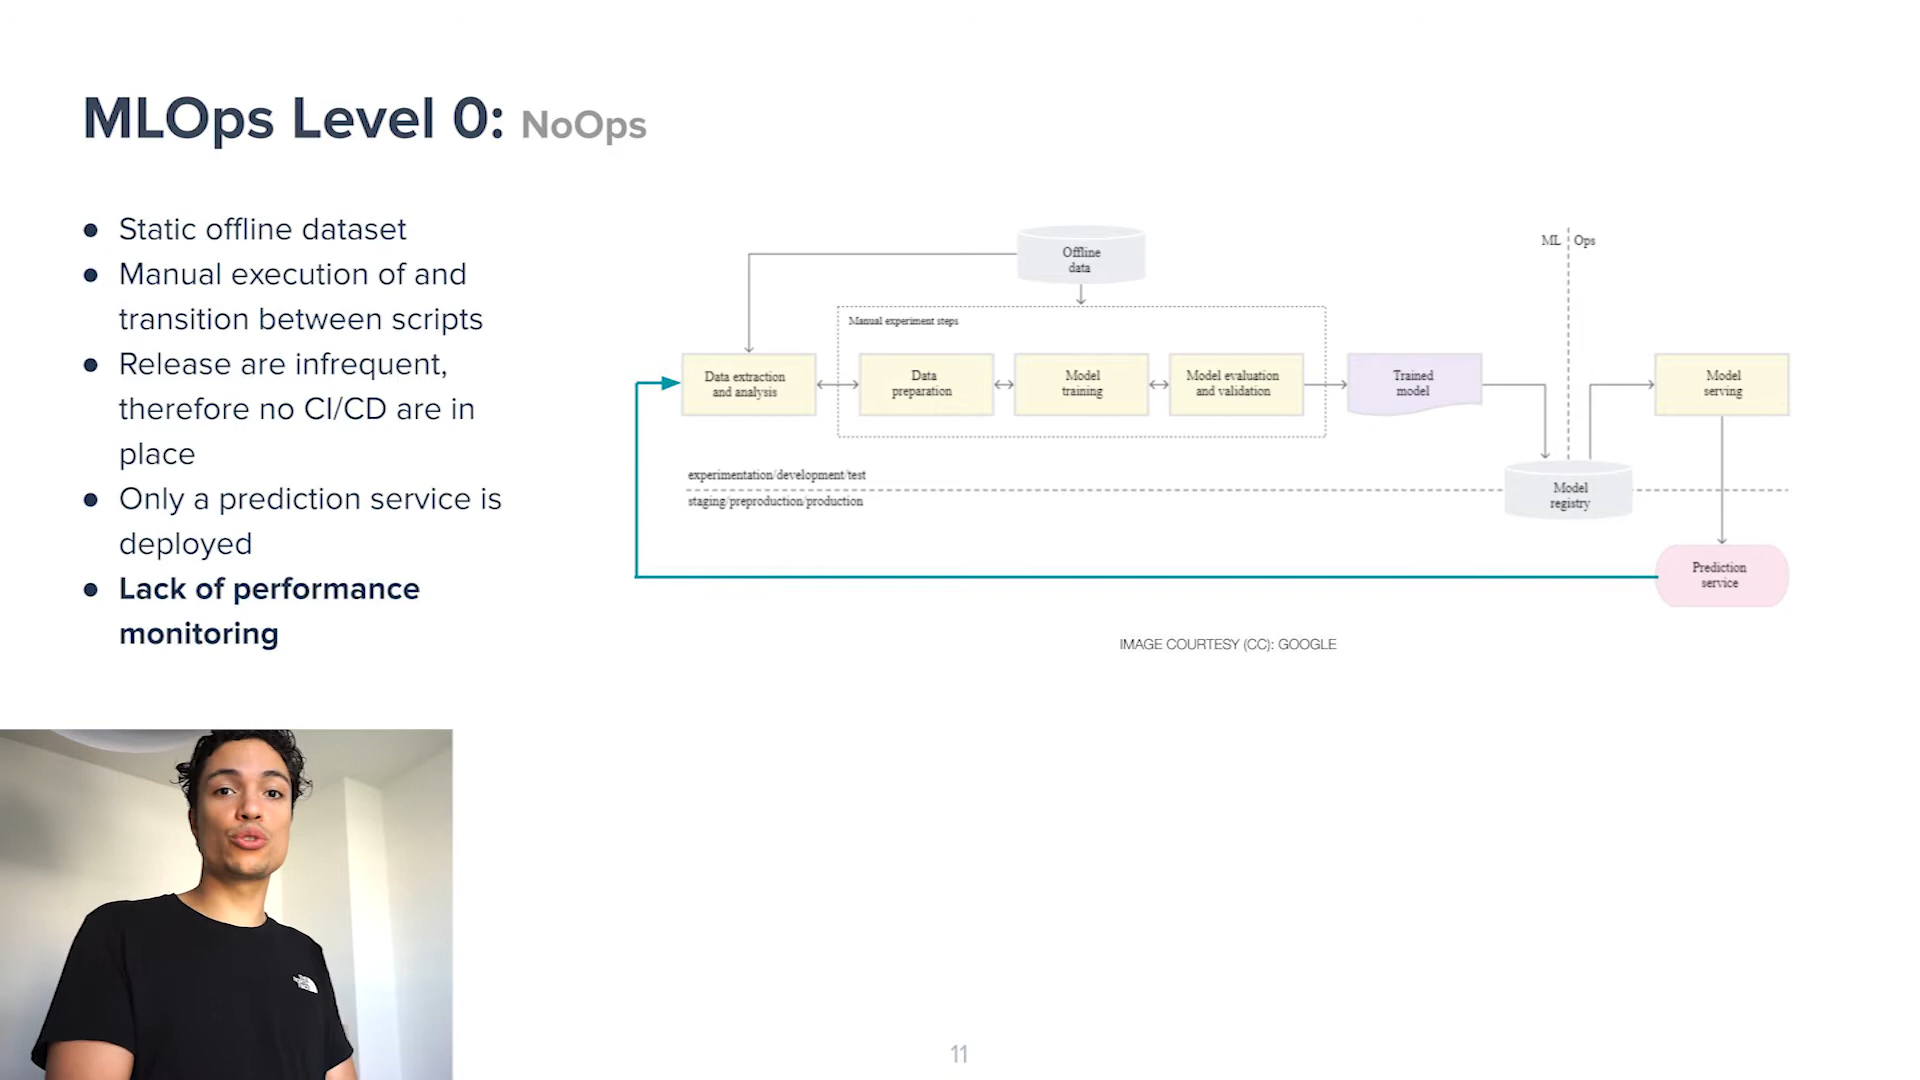 MLOps Level 0: NoOps
● Static offline dataset
● Manual execution of and
transition between scripts
● Release are infrequent,
therefore no CI/CD are in
place
● Only a prediction service is
deployed
● Lack of performance
monitoring
Offline
data
ML Ops
Manual experiment steps
Data extraction
and analysis
Data
preparation
Model
training
Model evaluation
and validation
Trained
model
Model
serving
experimentation/development/test
staging/preproduction/production
Model
registry
Prediction
service
IMAGE COURTESY (CC): GOOGLE
11